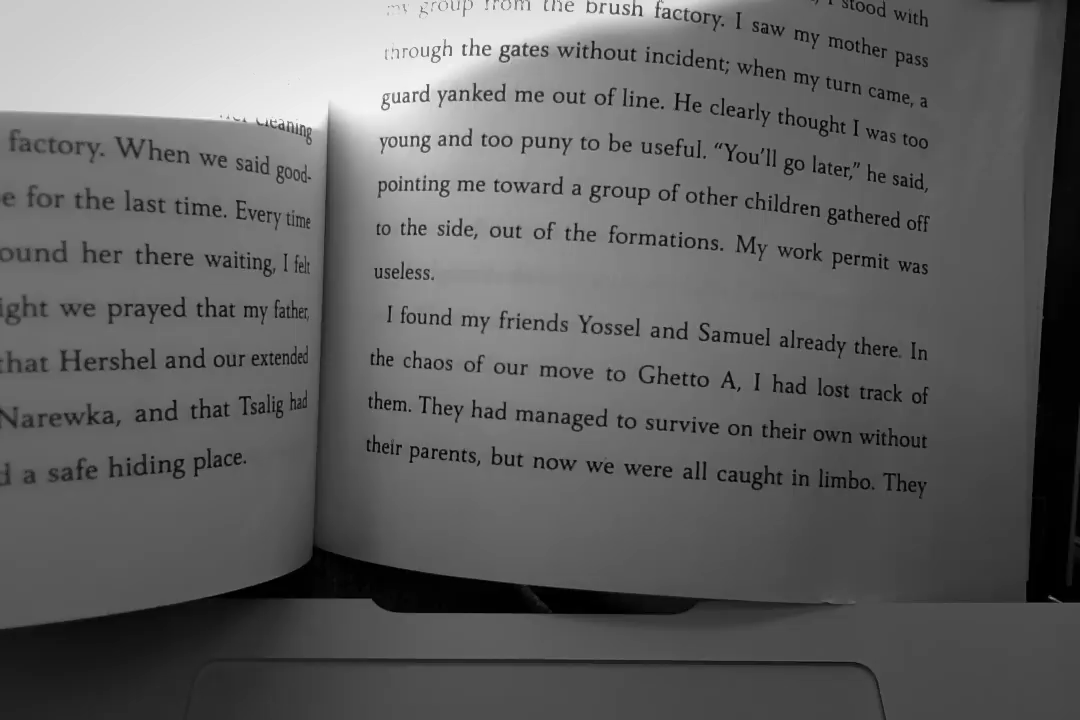 cleaning
factory. When we said good-
e for the last time. Every time
ound her there waiting, I felt
ight we prayed that my father,
that Hershel and our extended
Narewka, and that Tsalig had
d a safe hiding place.
I stood with
my group from the brush factory. I saw my mother pass
through the gates without incident; when my turn came, a
guard yanked me out of line. He clearly thought I was too
young and too puny to be useful. “You’ll go later,” he said,
pointing me toward a group of other children gathered off
to the side, out of the formations. My work permit was
useless.
I found my friends Yossel and Samuel already there. In
the chaos of our move to Ghetto A, I had lost track of
them. They had managed to survive on their own without
their parents, but now we were all caught in limbo. They